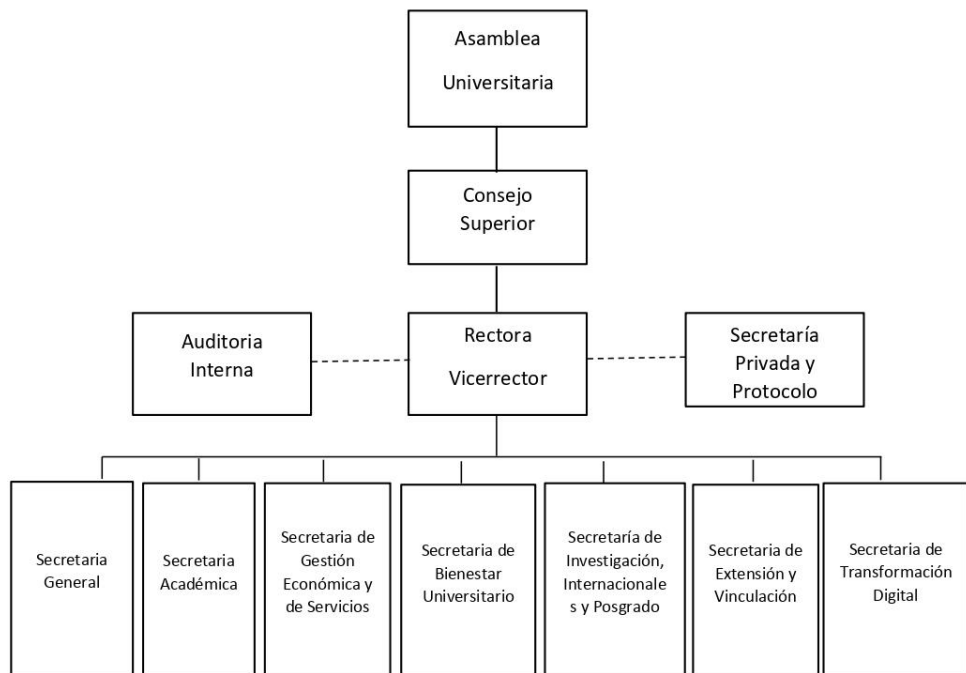 Asamblea
Universitaria
Consejo
Superior
Auditoria
Interna
Rectora
Vicerrector
Secretaría
Privada y
Protocolo
Secretaria
General
Secretaria
Académica
Secretaria de
Gestión
Económica y
de Servicios
Secretaria de
Bienestar
Universitario
Secretaría de
Investigación,
Internacionale
s y Posgrado
Secretaria de
Extensión y
Vinculación
Secretaria de
Transformación
Digital